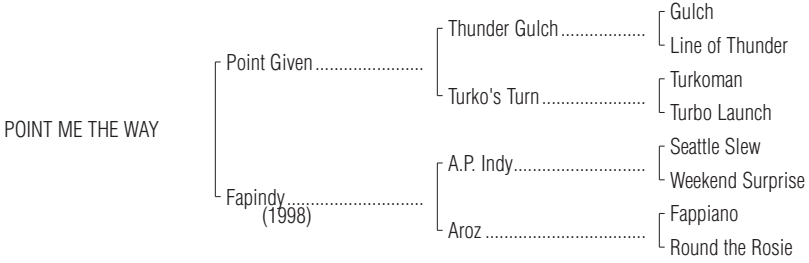 Gulch
Thunder Gulch
Line of Thunder
Point Given
Turkoman
Turko's Turn
Turbo Launch
POINT ME THE WAY
Seattle Slew
A.P. Indy
Weekend Surprise
Fapindy
(1998)
Fappiano
Aroz
Round the Rosie